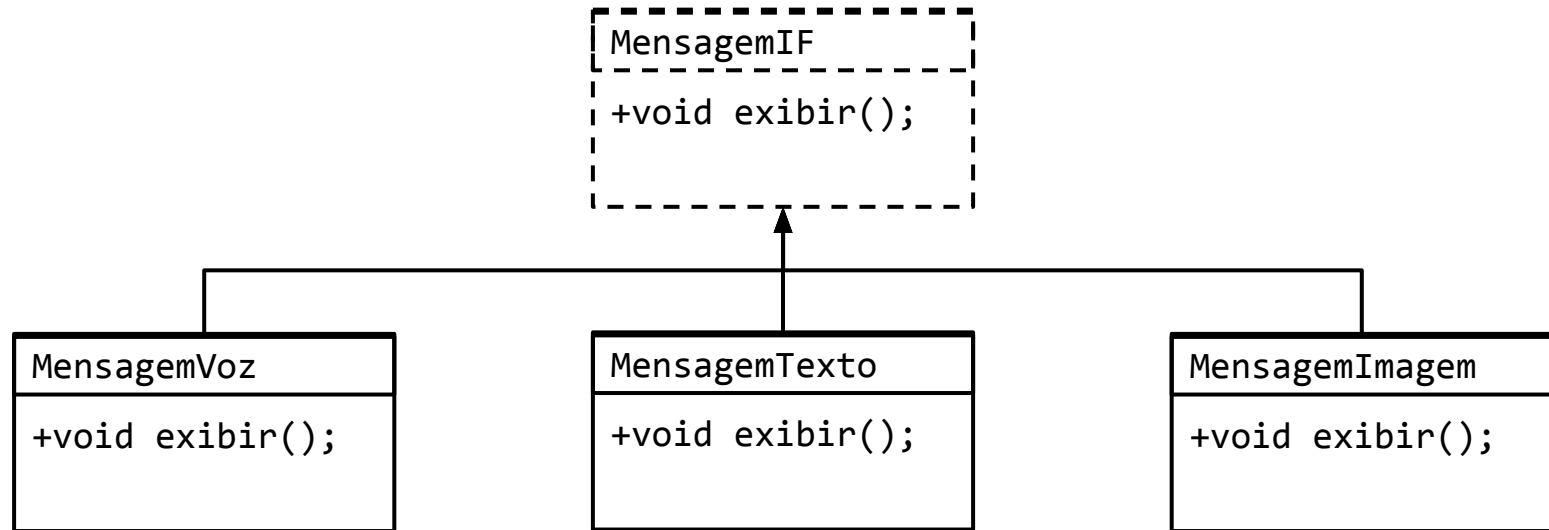 MensagemIF
+void exibir();
MensagemVoz
+void exibir();
MensagemTexto
+void exibir();
MensagemImagem
+void exibir();